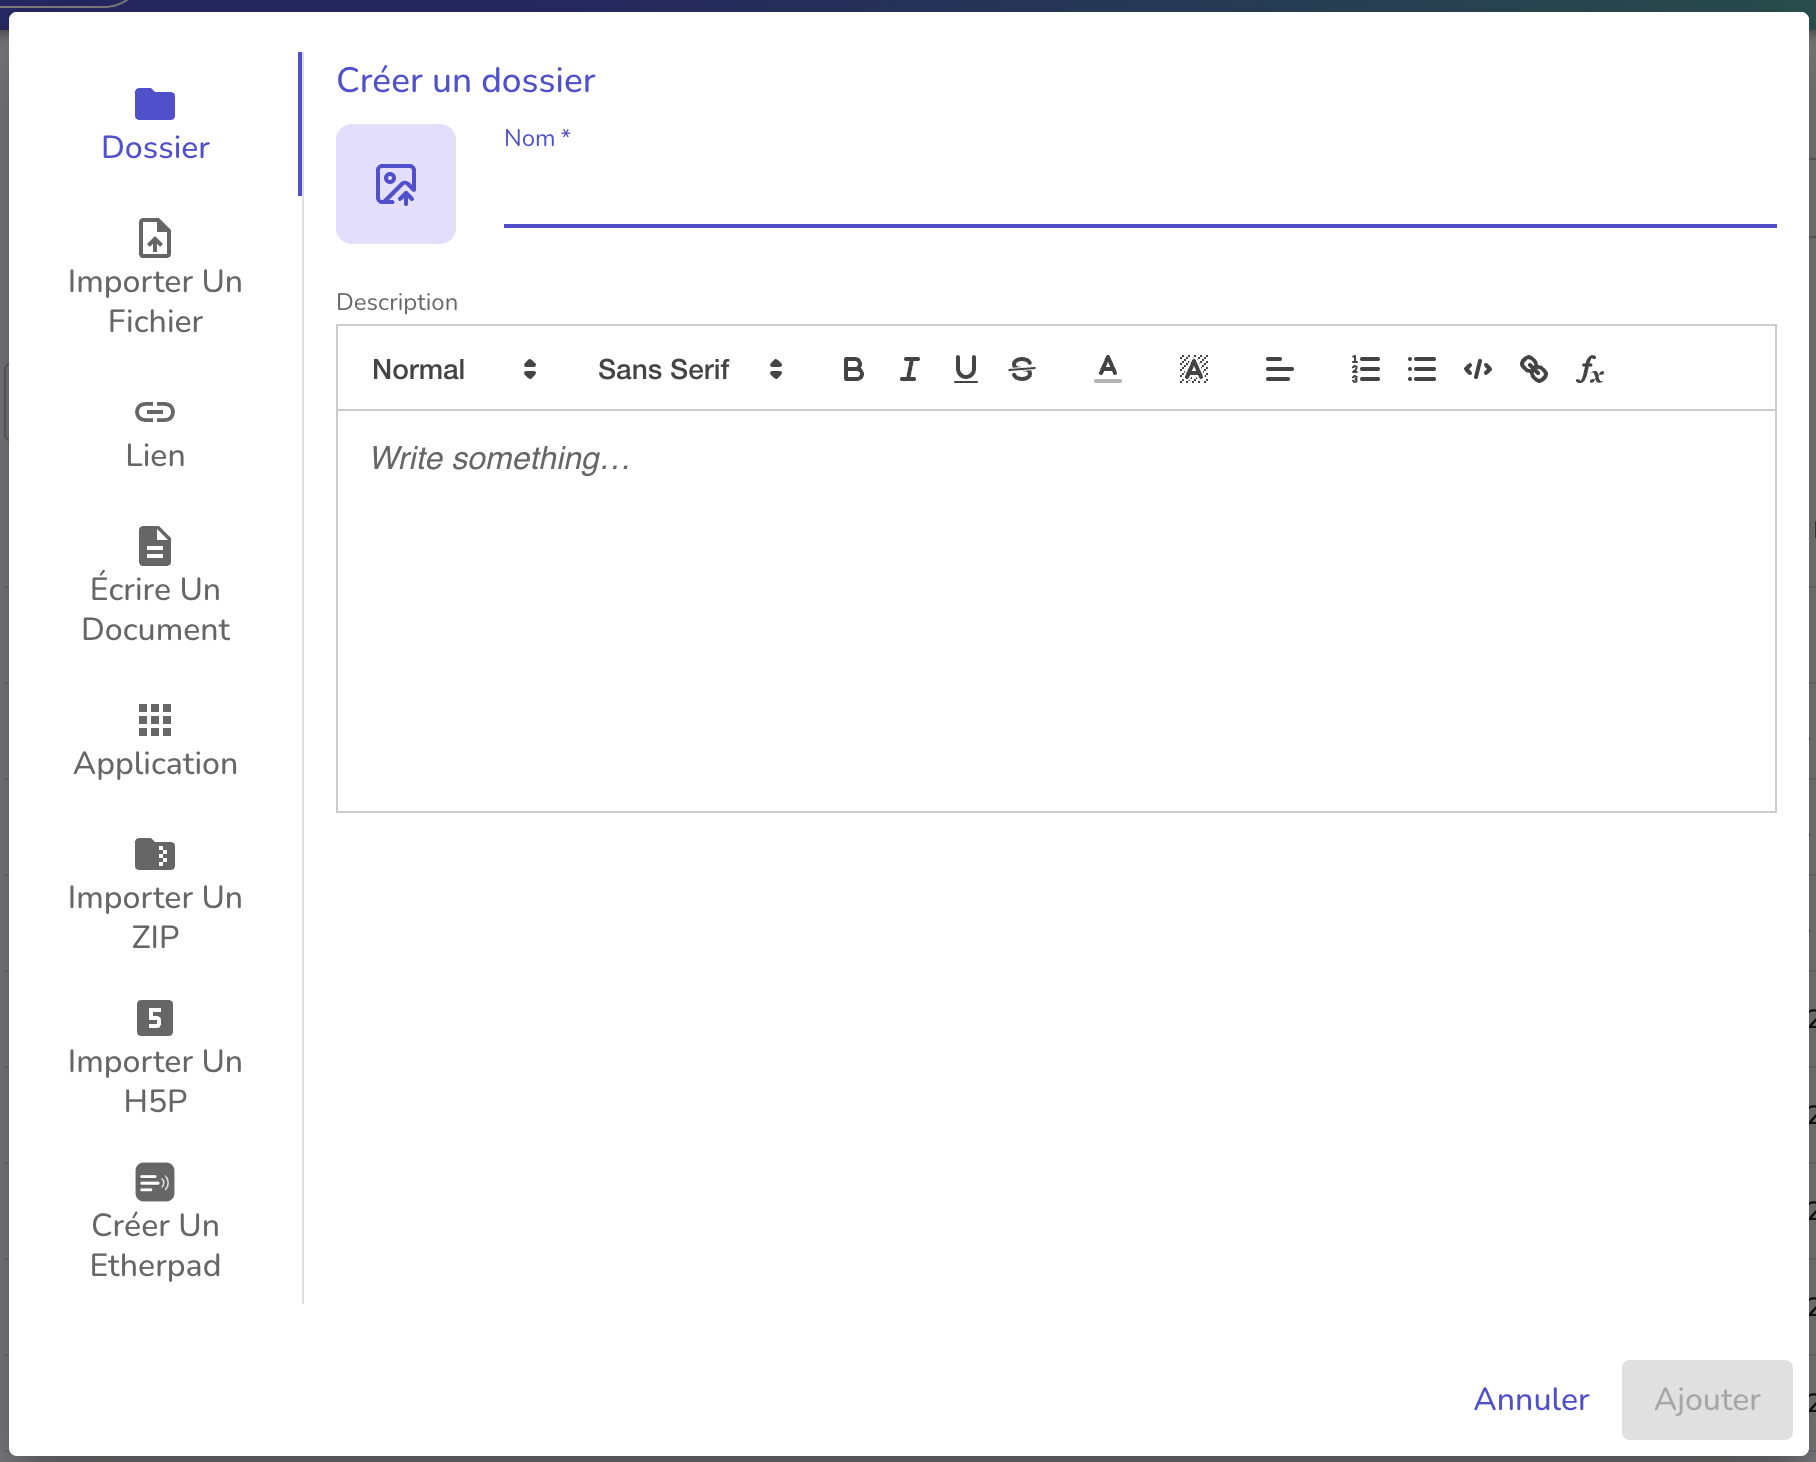 Dossier
Importer Un
Fichier
Lien
Écrire Un
Document
Application
Importer Un
ZIP
Importer Un
H5P
Créer Un
Etherpad
Créer un dossier
Nom *
Description
Normal Sans Serif
Write something…
Annuler Ajouter